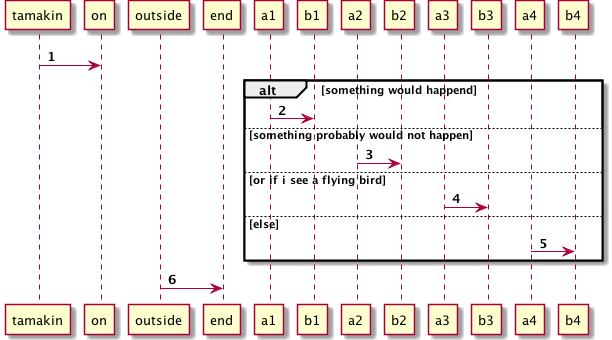 tamakin on outside end a1 b1 a2 b2 a3 b3 a4 b4
1
alt [something would happend]
2
[something probably would not happen]
3
[or if i see a flying bird]
4
[else]
5
6
tamakin on outside end a1 b1 a2 b2 a3 b3 a4 b4